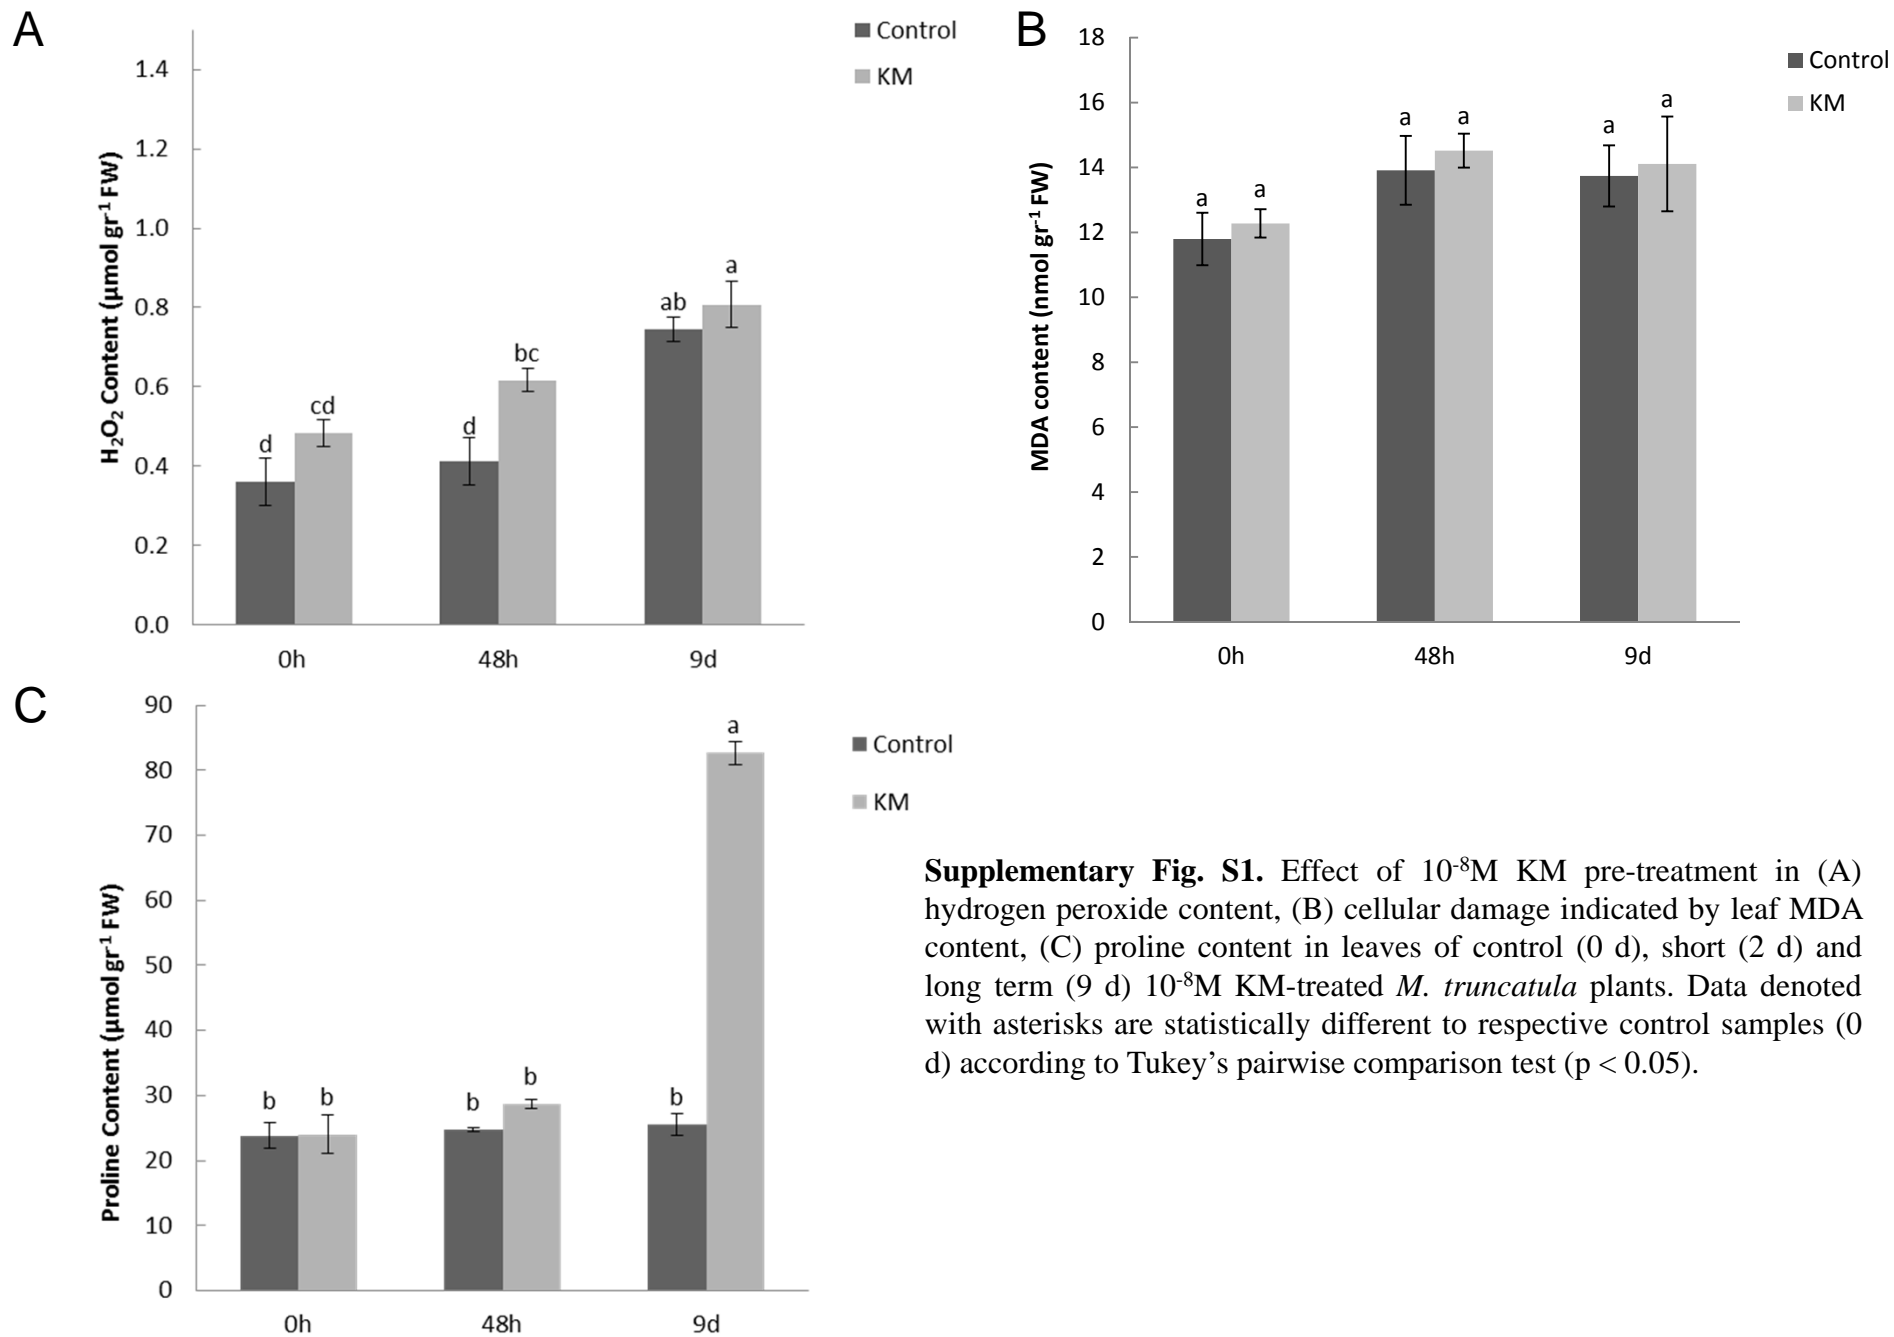 A
Control
KM
H₂O₂ Content (µmol gr⁻¹ FW)
1.4
1.2
1.0
0.8
0.6
0.4
0.2
0.0
d
cd
d
bc
ab
a
0h
48h
9d
B
Control
KM
MDA content (nmol gr⁻¹ FW)
18
16
14
12
10
8
6
4
2
0
a
a
a
a
a
a
0h
48h
9d
C
Control
KM
Proline Content (µmol gr⁻¹ FW)
90
80
70
60
50
40
30
20
10
0
b
b
b
b
b
a
0h
48h
9d
Supplementary Fig. S1. Effect of 10⁻⁸M KM pre-treatment in (A)
hydrogen peroxide content, (B) cellular damage indicated by leaf MDA
content, (C) proline content in leaves of control (0 d), short (2 d) and
long term (9 d) 10⁻⁸M KM-treated M. truncatula plants. Data denoted
with asterisks are statistically different to respective control samples (0
d) according to Tukey’s pairwise comparison test (p < 0.05).